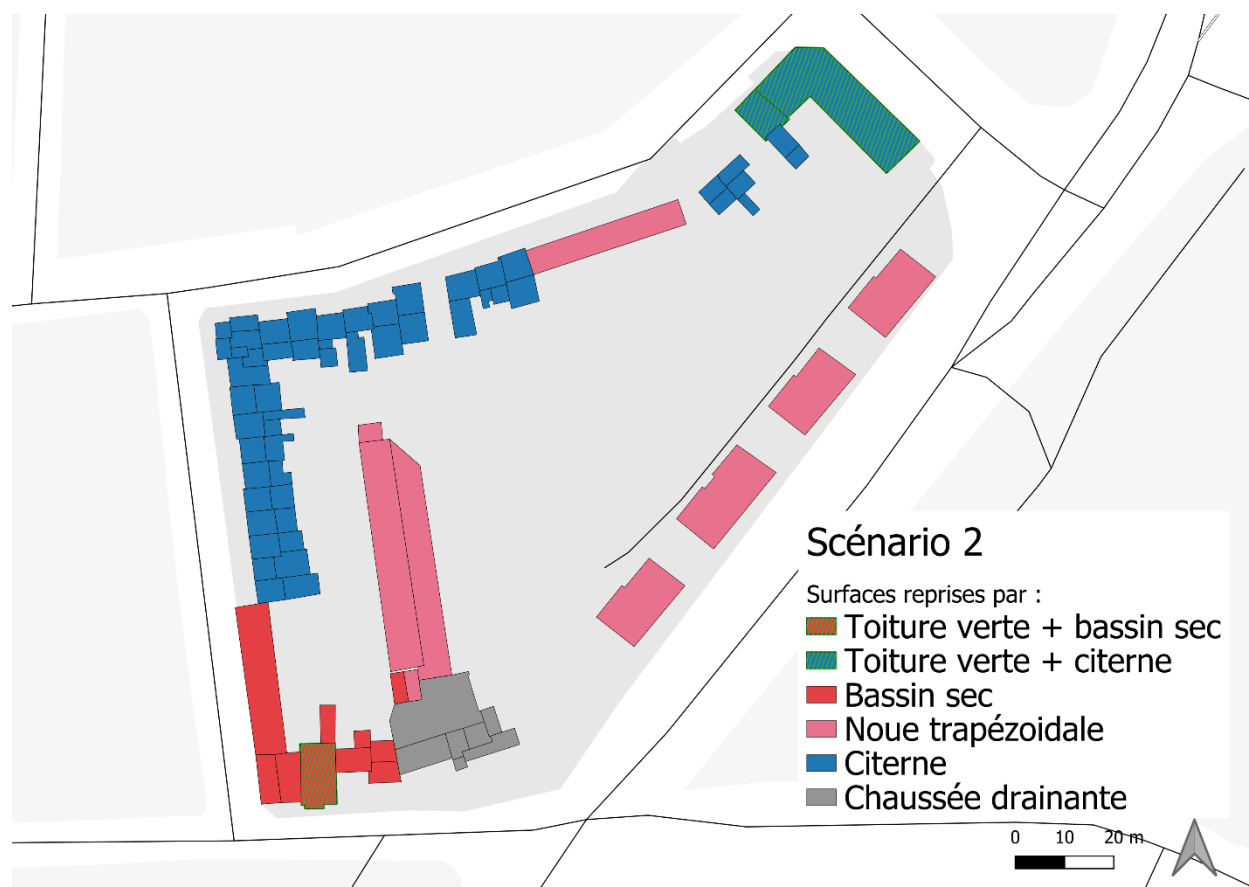 Scénario 2
Surfaces reprises par :
Toiture verte + bassin sec
Toiture verte + citerne
Bassin sec
Noue trapézoidale
Citerne
Chaussée drainante
0 10 20 m